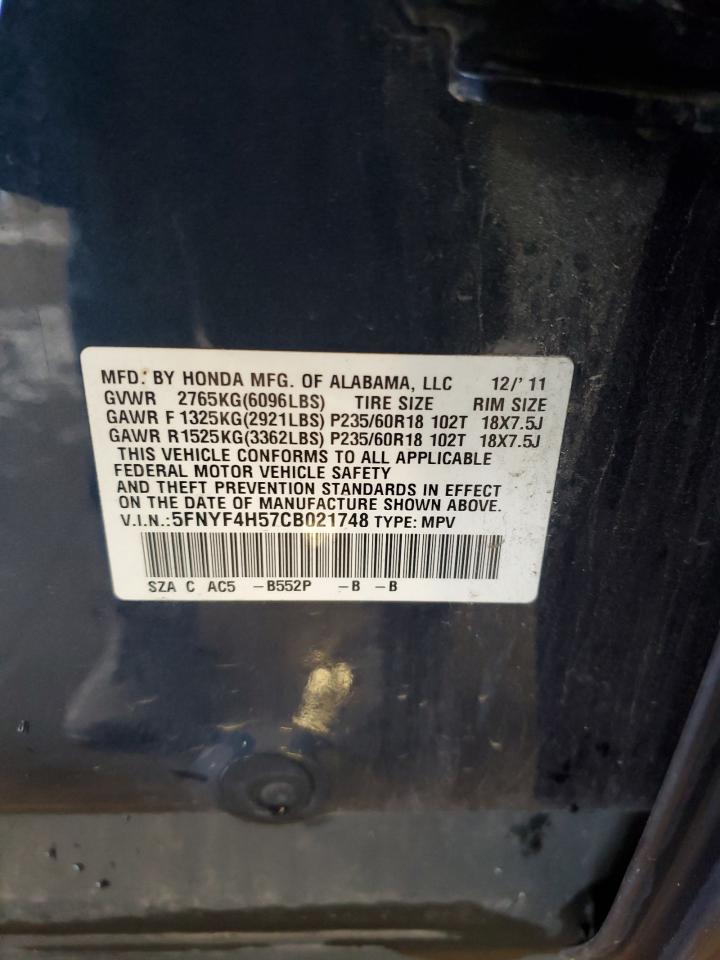 MFD. BY HONDA MFG. OF ALABAMA, LLC 12/'11
GVWR 2765KG(6096LBS) TIRE SIZE RIM SIZE
GAWR F 1325KG(2921LBS) P235/60R18 102T 18X7.5J
GAWR R1525KG(3362LBS) P235/60R18 102T 18X7.5J
THIS VEHICLE CONFORMS TO ALL APPLICABLE
FEDERAL MOTOR VEHICLE SAFETY
AND THEFT PREVENTION STANDARDS IN EFFECT
ON THE DATE OF MANUFACTURE SHOWN ABOVE.
V.I.N.:5FNYF4H57CB021748 TYPE: MPV
SZA C AC5 -B552P -B -B